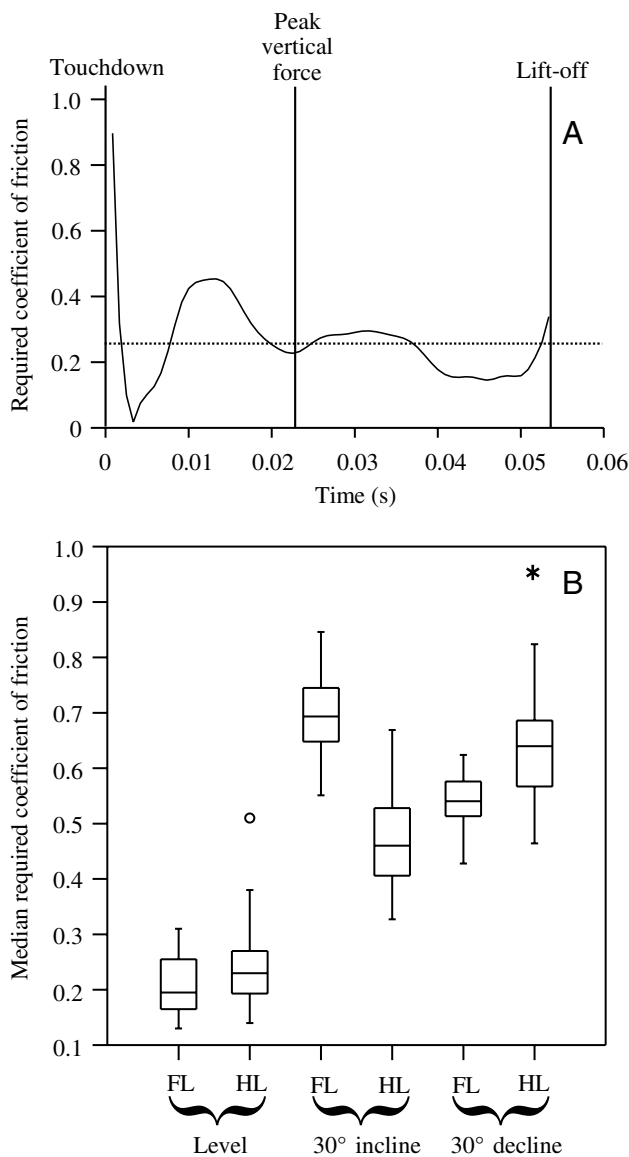 Peak
vertical
force
Touchdown
Lift-off
A
Required coefficient of friction
1.0
0.8
0.6
0.4
0.2
0
0 0.01 0.02 0.03 0.04 0.05 0.06
Time (s)
B
Median required coefficient of friction
1.0
0.9
0.8
0.7
0.6
0.5
0.4
0.3
0.2
0.1
FL HL FL HL FL HL
Level 30° incline 30° decline